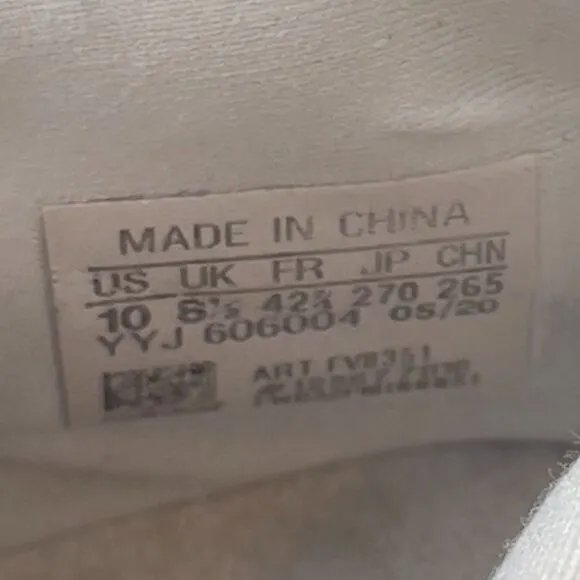 MADE IN CHINA
US UK FR JP CHN
10 8½ 42⅔ 270 265
YYJ 606004 05/20
ART